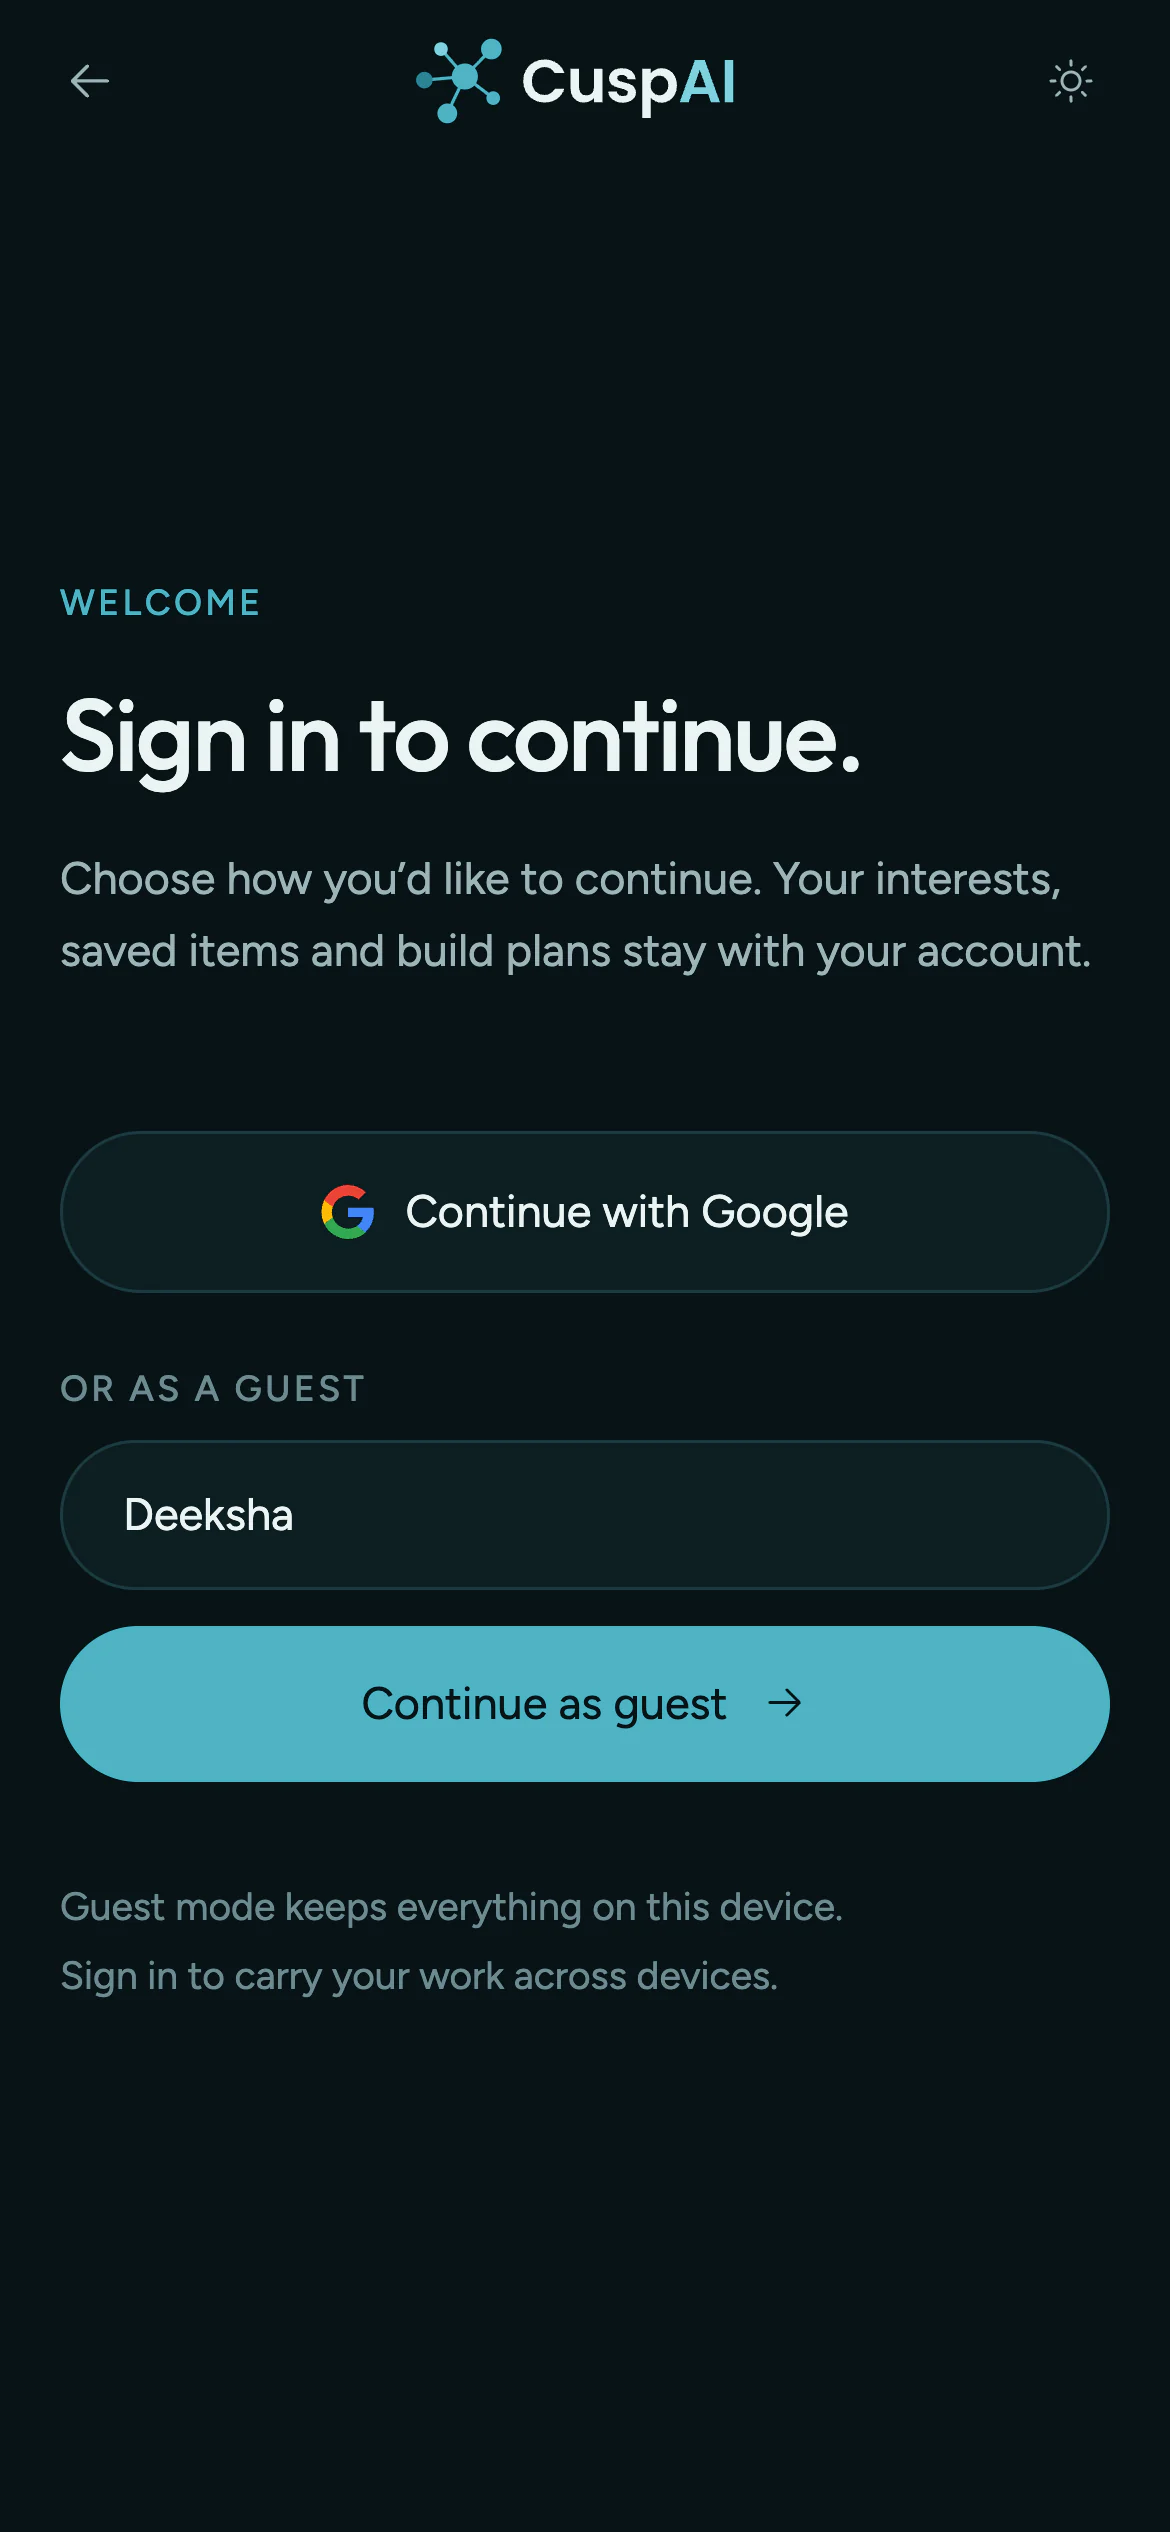 CuspAI
WELCOME
Sign in to continue.
Choose how you’d like to continue. Your interests,
saved items and build plans stay with your account.
Continue with Google
OR AS A GUEST
Deeksha
Continue as guest →
Guest mode keeps everything on this device.
Sign in to carry your work across devices.